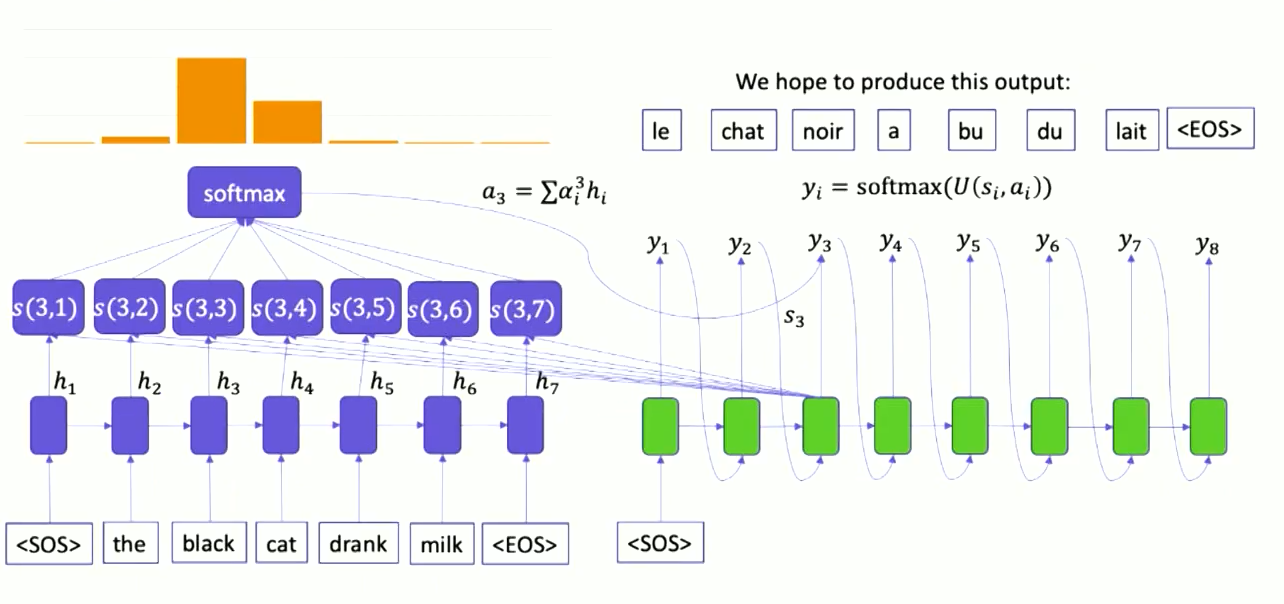 We hope to produce this output:
le chat noir a bu du lait <EOS>
softmax
a₃ = ∑αᵢ³hᵢ
yᵢ = softmax(U(sᵢ, aᵢ))
y₁ y₂ y₃ y₄ y₅ y₆ y₇ y₈
s(3,1) s(3,2) s(3,3) s(3,4) s(3,5) s(3,6) s(3,7)
s₃
h₁ h₂ h₃ h₄ h₅ h₆ h₇
<SOS> the black cat drank milk <EOS>
<SOS>